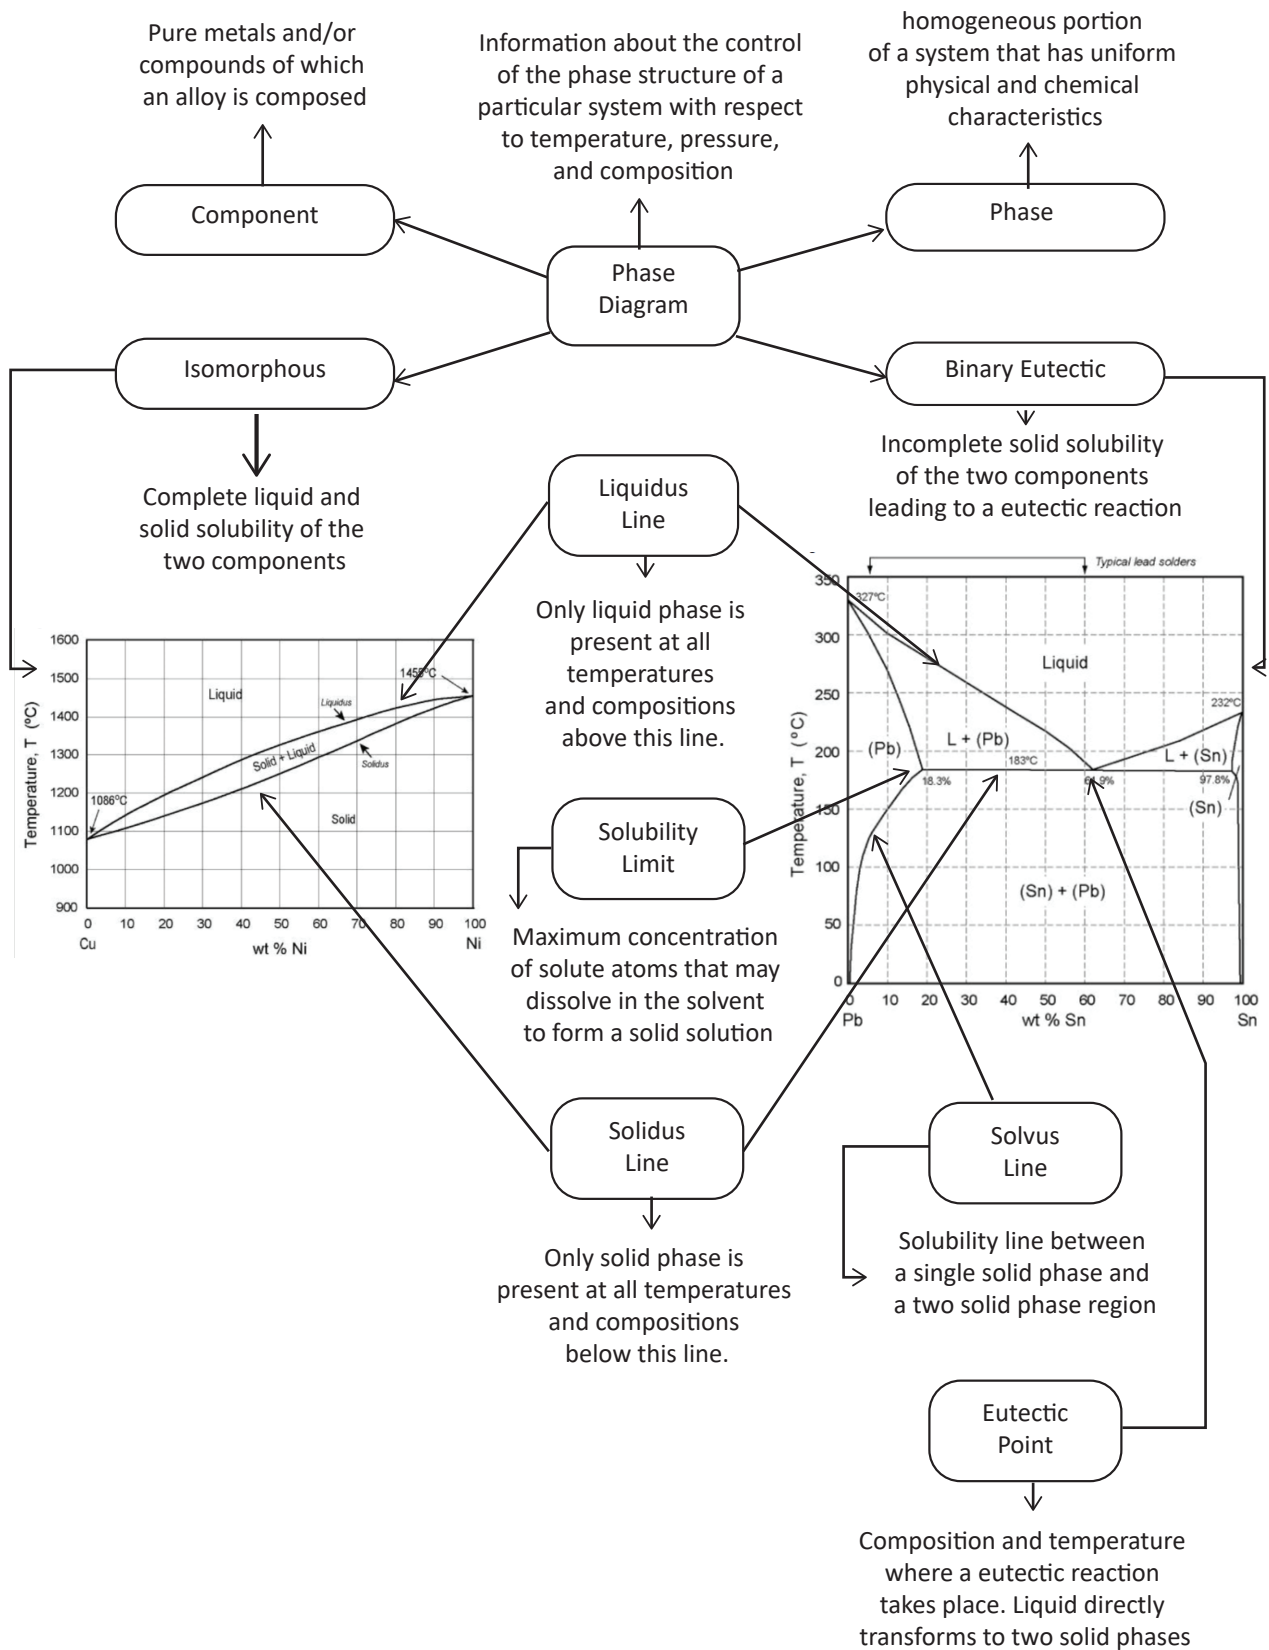 Pure metals and/or
compounds of which
an alloy is composed
Information about the control
of the phase structure of a
particular system with respect
to temperature, pressure,
and composition
homogeneous portion
of a system that has uniform
physical and chemical
characteristics
Component
Phase
Diagram
Phase
Isomorphous
Binary Eutectic
Complete liquid and
solid solubility of the
two components
Liquidus
Line
Incomplete solid solubility
of the two components
leading to a eutectic reaction
Only liquid phase is
present at all
temperatures
and compositions
above this line.
Temperature, T (ºC)
1600
1500
1400
1300
1200
1100
1000
900
1455ºC
Liquid
Liquidus
Solid + Liquid
Solidus
1086ºC
Solid
0 10 20 30 40 50 60 70 80 90 100
Cu wt % Ni Ni
Typical lead solders
Temperature, T (ºC)
350
300
250
200
150
100
50
0
327ºC
Liquid
232ºC
(Pb)
L + (Pb)
183ºC
L + (Sn)
18.3%
61.9%
97.8%
(Sn)
(Sn) + (Pb)
0 10 20 30 40 50 60 70 80 90 100
Pb wt % Sn Sn
Solubility
Limit
Maximum concentration
of solute atoms that may
dissolve in the solvent
to form a solid solution
Solidus
Line
Only solid phase is
present at all temperatures
and compositions
below this line.
Solvus
Line
Solubility line between
a single solid phase and
a two solid phase region
Eutectic
Point
Composition and temperature
where a eutectic reaction
takes place. Liquid directly
transforms to two solid phases